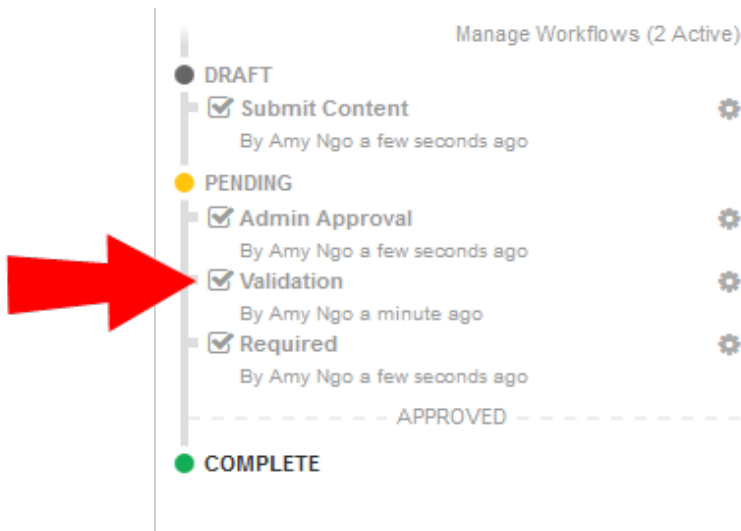 Manage Workflows (2 Active)
DRAFT
Submit Content
By Amy Ngo a few seconds ago
PENDING
Admin Approval
By Amy Ngo a few seconds ago
Validation
By Amy Ngo a minute ago
Required
By Amy Ngo a few seconds ago
APPROVED
COMPLETE